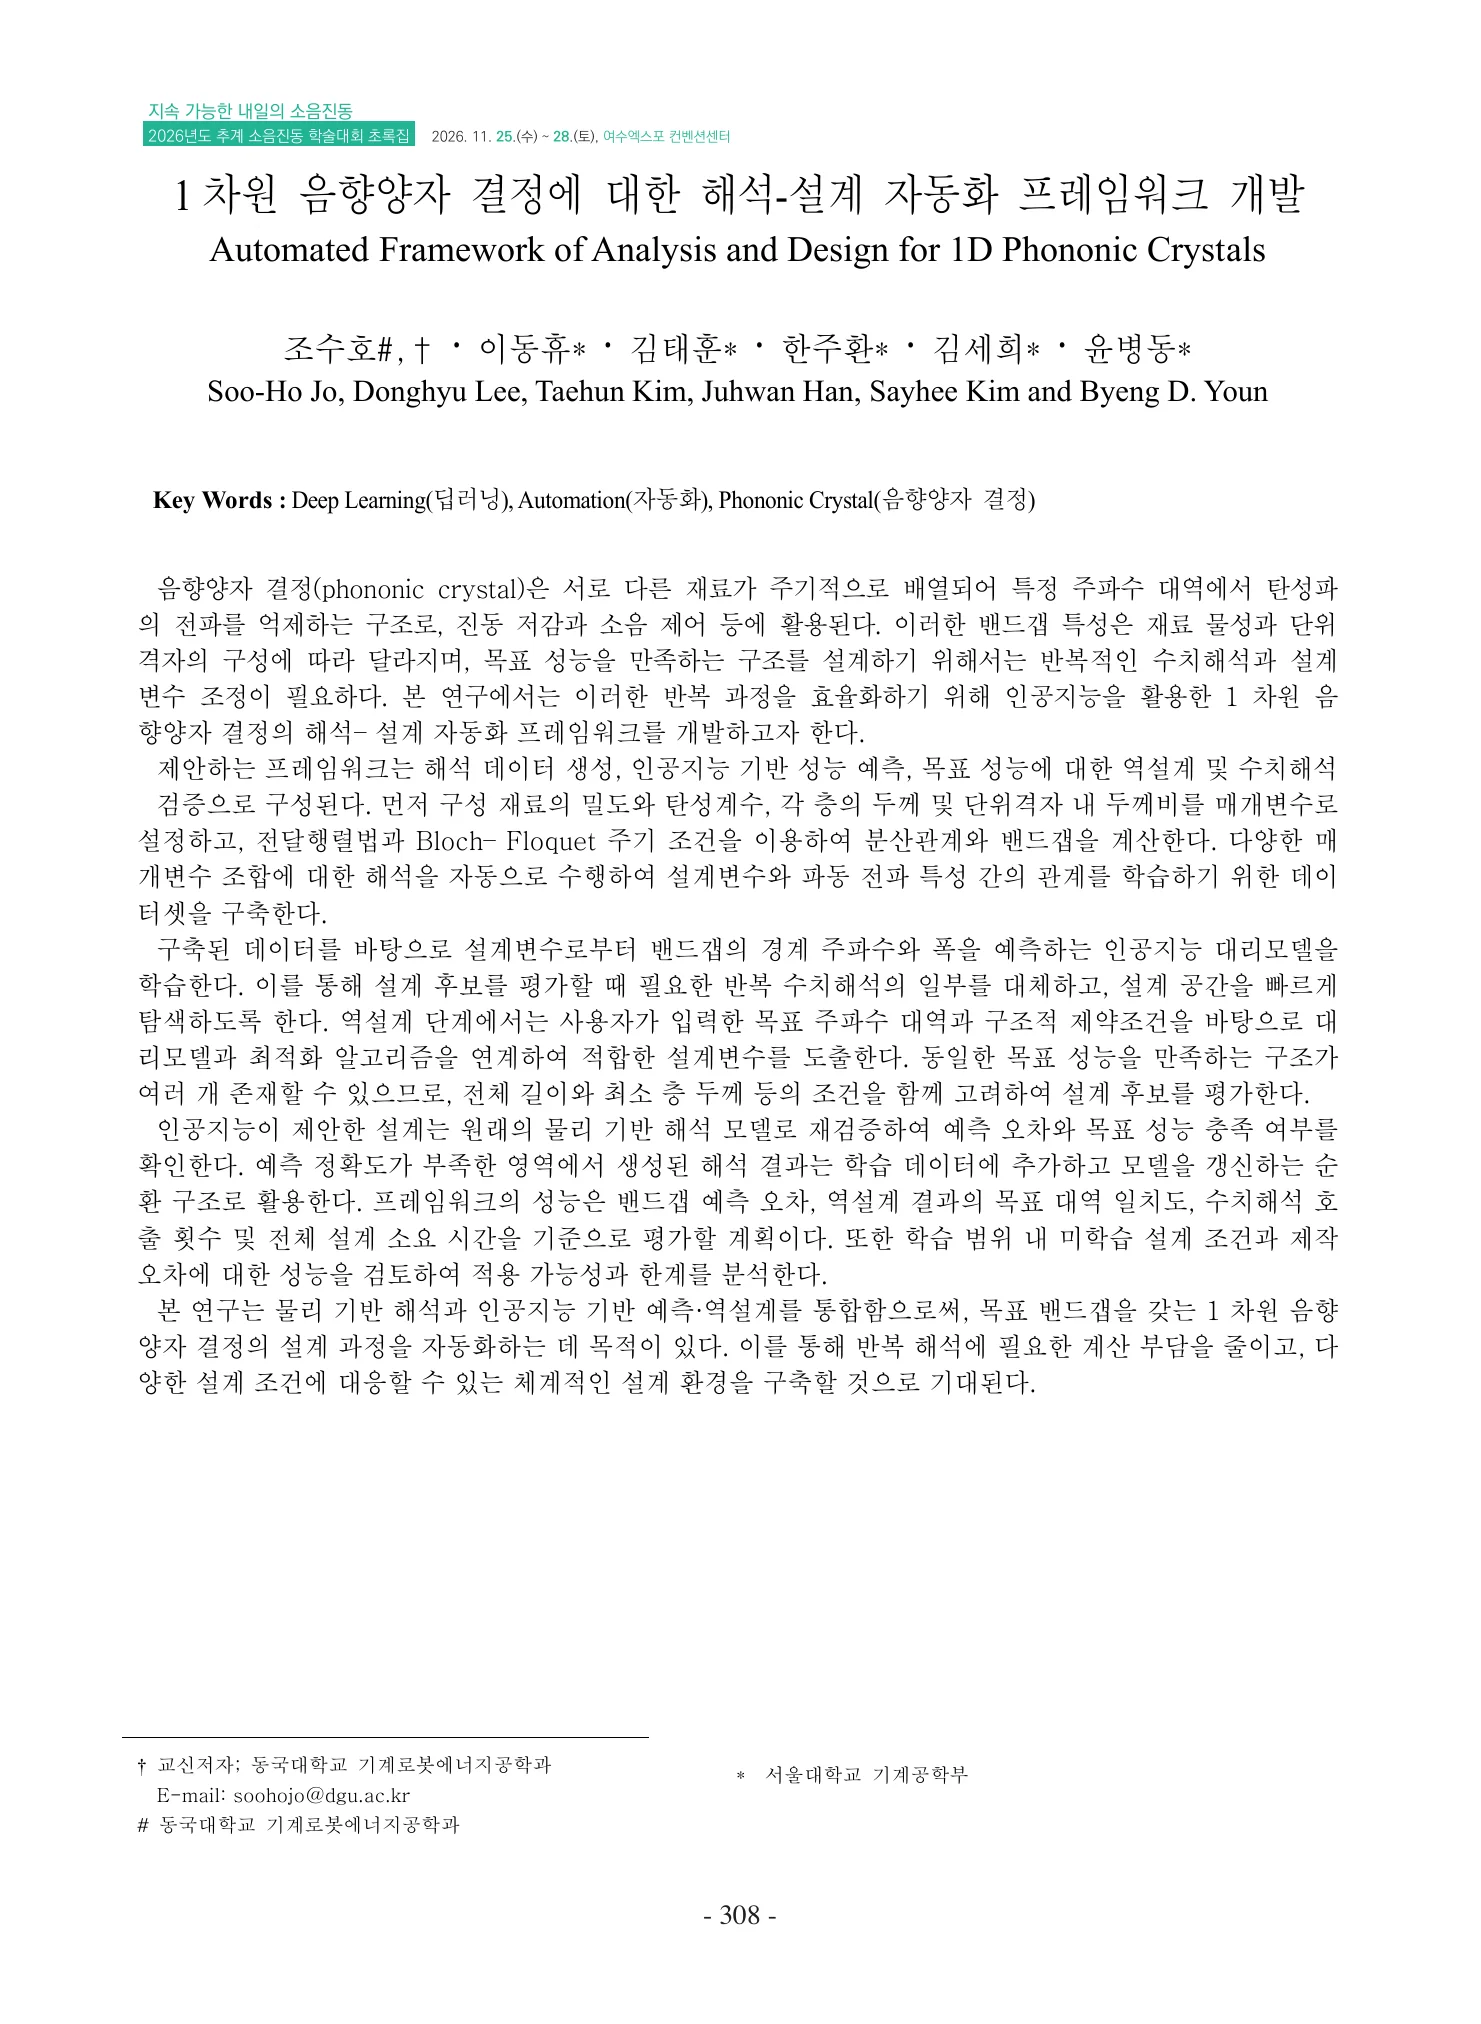 지속 가능한 내일의 소음진동
2026년도 추계 소음진동 학술대회 초록집 2026. 11. 25.(수) ~ 28.(토), 여수엑스포 컨벤션센터
1 차원 음향양자 결정에 대한 해석-설계 자동화 프레임워크 개발
Automated Framework of Analysis and Design for 1D Phononic Crystals
조수호#, † · 이동휴* · 김태훈* · 한주환* · 김세희* · 윤병동*
Soo-Ho Jo, Donghyu Lee, Taehun Kim, Juhwan Han, Sayhee Kim and Byeng D. Youn
Key Words : Deep Learning(딥러닝), Automation(자동화), Phononic Crystal(음향양자 결정)
음향양자 결정(phononic crystal)은 서로 다른 재료가 주기적으로 배열되어 특정 주파수 대역에서 탄성파
의 전파를 억제하는 구조로, 진동 저감과 소음 제어 등에 활용된다. 이러한 밴드갭 특성은 재료 물성과 단위
격자의 구성에 따라 달라지며, 목표 성능을 만족하는 구조를 설계하기 위해서는 반복적인 수치해석과 설계
변수 조정이 필요하다. 본 연구에서는 이러한 반복 과정을 효율화하기 위해 인공지능을 활용한 1 차원 음
향양자 결정의 해석– 설계 자동화 프레임워크를 개발하고자 한다.
제안하는 프레임워크는 해석 데이터 생성, 인공지능 기반 성능 예측, 목표 성능에 대한 역설계 및 수치해석
검증으로 구성된다. 먼저 구성 재료의 밀도와 탄성계수, 각 층의 두께 및 단위격자 내 두께비를 매개변수로
설정하고, 전달행렬법과 Bloch– Floquet 주기 조건을 이용하여 분산관계와 밴드갭을 계산한다. 다양한 매
개변수 조합에 대한 해석을 자동으로 수행하여 설계변수와 파동 전파 특성 간의 관계를 학습하기 위한 데이
터셋을 구축한다.
구축된 데이터를 바탕으로 설계변수로부터 밴드갭의 경계 주파수와 폭을 예측하는 인공지능 대리모델을
학습한다. 이를 통해 설계 후보를 평가할 때 필요한 반복 수치해석의 일부를 대체하고, 설계 공간을 빠르게
탐색하도록 한다. 역설계 단계에서는 사용자가 입력한 목표 주파수 대역과 구조적 제약조건을 바탕으로 대
리모델과 최적화 알고리즘을 연계하여 적합한 설계변수를 도출한다. 동일한 목표 성능을 만족하는 구조가
여러 개 존재할 수 있으므로, 전체 길이와 최소 층 두께 등의 조건을 함께 고려하여 설계 후보를 평가한다.
인공지능이 제안한 설계는 원래의 물리 기반 해석 모델로 재검증하여 예측 오차와 목표 성능 충족 여부를
확인한다. 예측 정확도가 부족한 영역에서 생성된 해석 결과는 학습 데이터에 추가하고 모델을 갱신하는 순
환 구조로 활용한다. 프레임워크의 성능은 밴드갭 예측 오차, 역설계 결과의 목표 대역 일치도, 수치해석 호
출 횟수 및 전체 설계 소요 시간을 기준으로 평가할 계획이다. 또한 학습 범위 내 미학습 설계 조건과 제작
오차에 대한 성능을 검토하여 적용 가능성과 한계를 분석한다.
본 연구는 물리 기반 해석과 인공지능 기반 예측·역설계를 통합함으로써, 목표 밴드갭을 갖는 1 차원 음향
양자 결정의 설계 과정을 자동화하는 데 목적이 있다. 이를 통해 반복 해석에 필요한 계산 부담을 줄이고, 다
양한 설계 조건에 대응할 수 있는 체계적인 설계 환경을 구축할 것으로 기대된다.
† 교신저자; 동국대학교 기계로봇에너지공학과
E-mail: soohojo@dgu.ac.kr
# 동국대학교 기계로봇에너지공학과
* 서울대학교 기계공학부
- 308 -